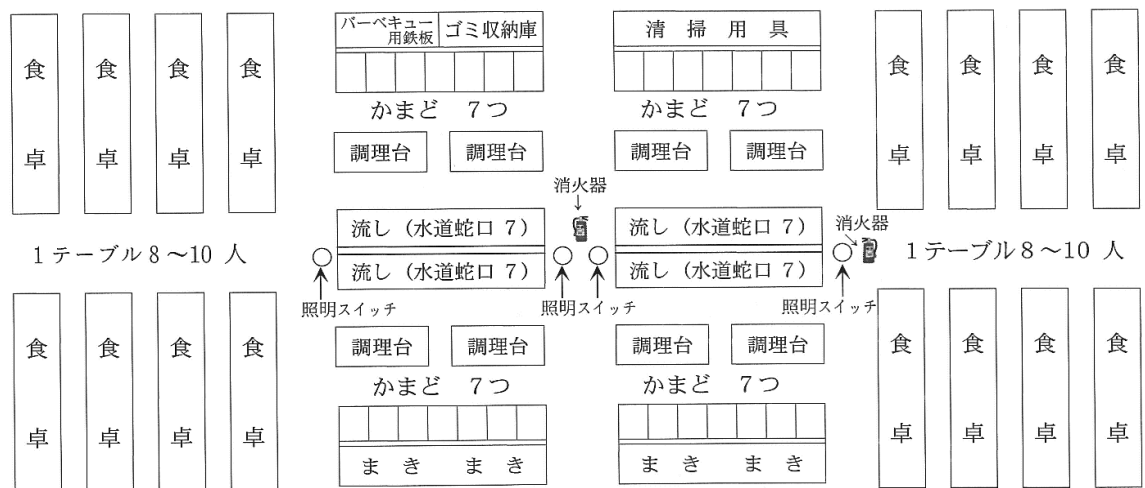 バーベキュー用鉄板
ゴミ収納庫
清掃用具
かまど 7つ
かまど 7つ
食卓 食卓 食卓 食卓
食卓 食卓 食卓 食卓
調理台 調理台
調理台 調理台
消火器
流し(水道蛇口 7)
流し(水道蛇口 7)
消火器
1テーブル8~10人
流し(水道蛇口 7)
流し(水道蛇口 7)
1テーブル8~10人
照明スイッチ
照明スイッチ
照明スイッチ
調理台 調理台
調理台 調理台
かまど 7つ
かまど 7つ
食卓 食卓 食卓 食卓
食卓 食卓 食卓 食卓
まき まき
まき まき